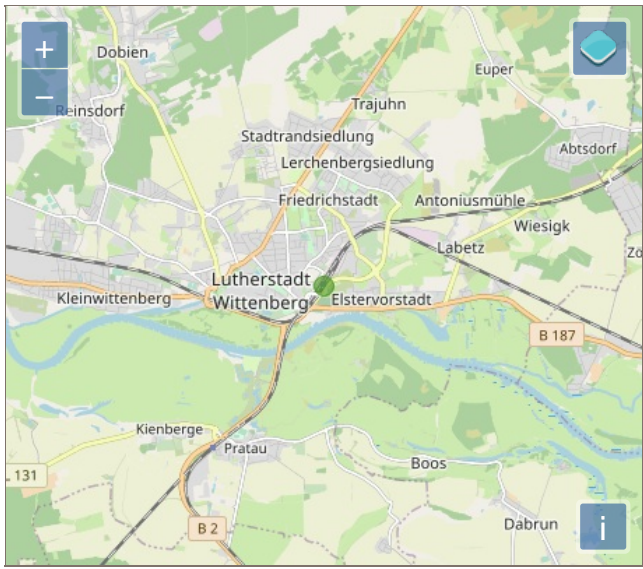 +
Dobien
Euper
−
Reinsdorf
Trajuhn
Stadtrandsiedlung
Abtsdorf
Lerchenbergsiedlung
Friedrichstadt
Antoniusmühle
Wiesigk
Labetz
Zö
Lutherstadt
Wittenberg
Kleinwittenberg
Elstervorstadt
B 187
Kienberge
Pratau
Boos
L 131
B 2
Dabrun
i